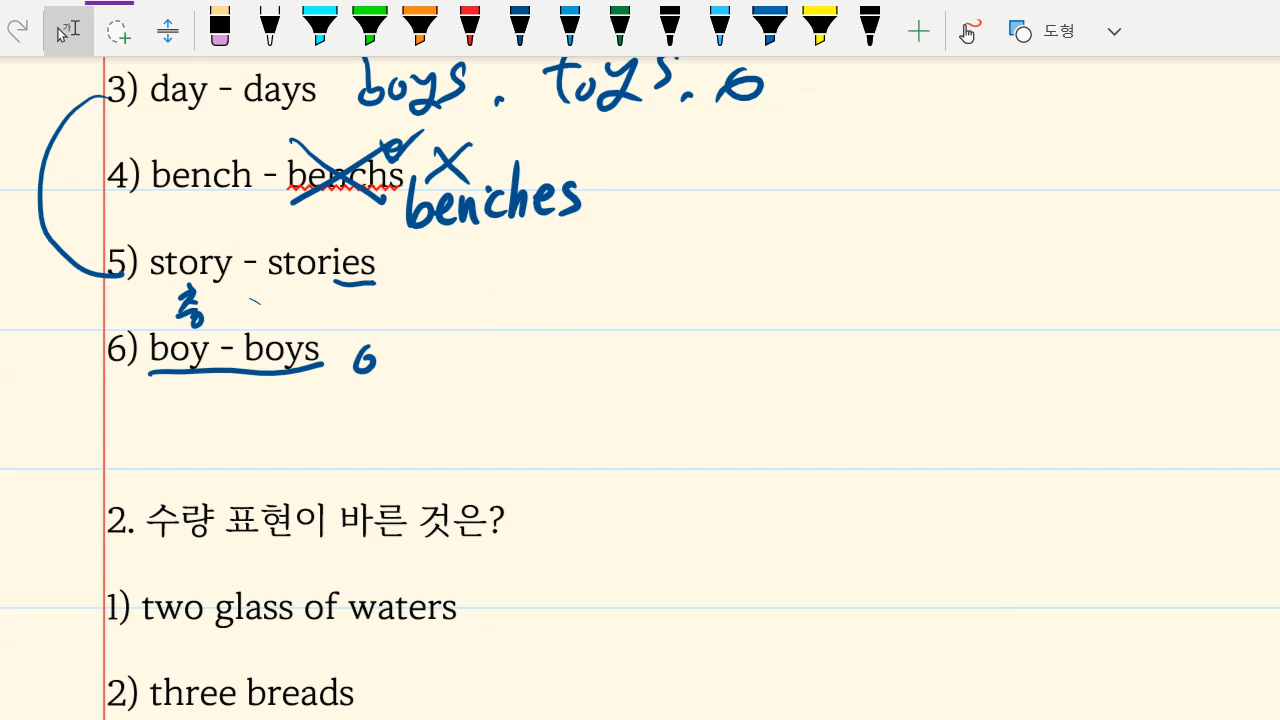 도형
3) day - days boys. toys.
4) bench - benchs X
benches
5) story - stories
6) boy - boys
2. 수량 표현이 바른 것은?
1) two glass of waters
2) three breads